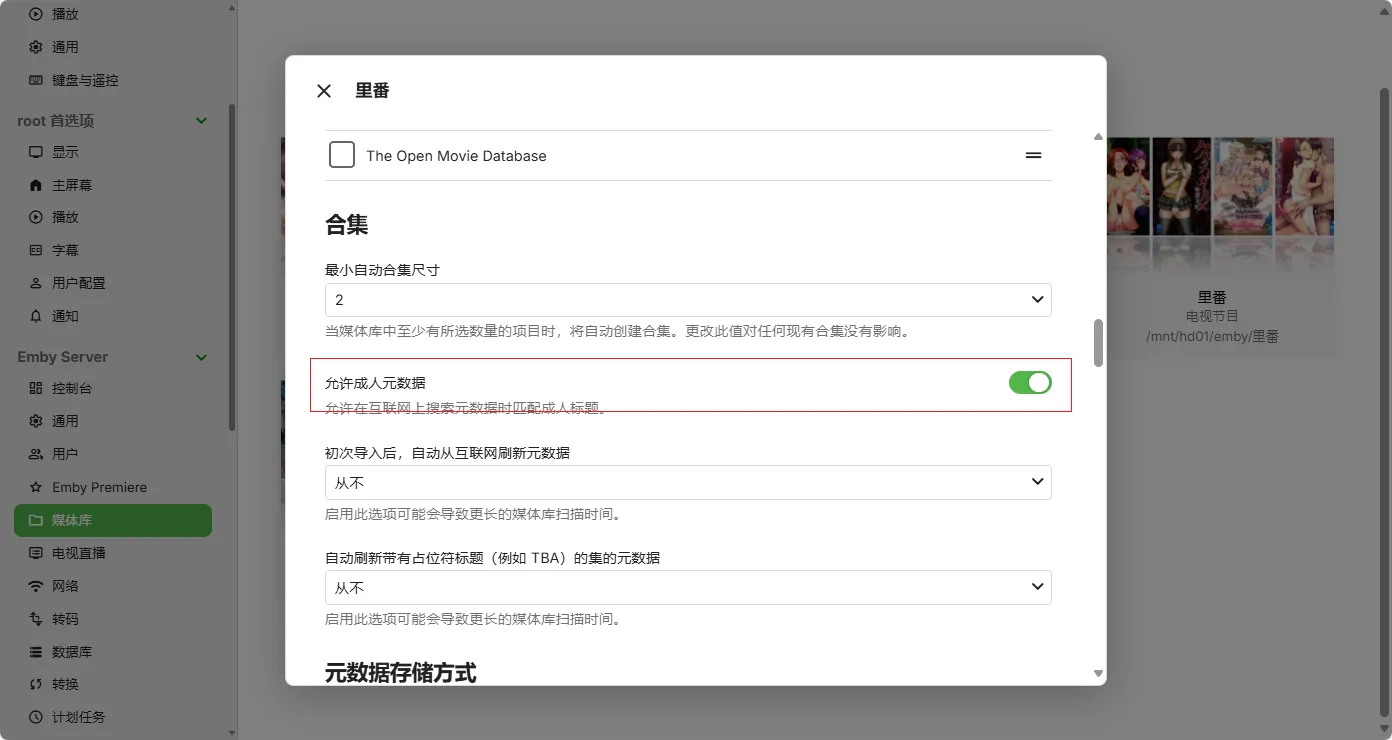 播放
通用
键盘与遥控
root 首选项
显示
主屏幕
播放
字幕
用户配置
通知
Emby Server
控制台
通用
用户
Emby Premiere
媒体库
电视直播
网络
转码
数据库
转换
计划任务
里番
The Open Movie Database
合集
最小自动合集尺寸
2
当媒体库中至少有所选数量的项目时，将自动创建合集。更改此值对任何现有合集没有影响。
允许成人元数据
允许在互联网上搜索元数据时匹配成人标题。
初次导入后，自动从互联网刷新元数据
从不
启用此选项可能会导致更长的媒体库扫描时间。
自动刷新带有占位符标题（例如 TBA）的集的元数据
从不
启用此选项可能会导致更长的媒体库扫描时间。
元数据存储方式
里番
电视节目
/mnt/hd01/emby/里番